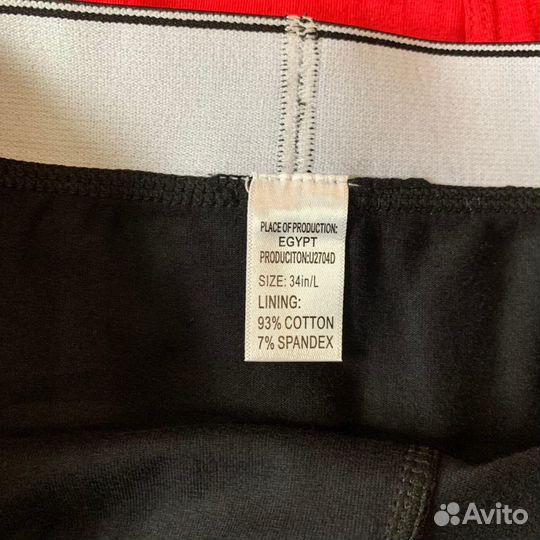 PLACE OF PRODUCTION:
EGYPT
PRODUCITON:U2704D
SIZE: 34in/L
LINING:
93% COTTON
7% SPANDEX
Avito